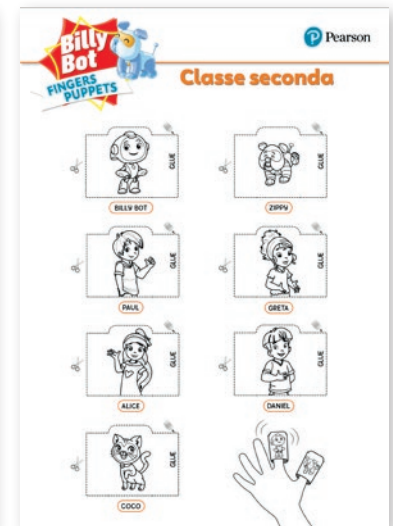 Billy
Bot
FINGERS
PUPPETS
Pearson
Classe seconda
GLUE
GLUE
BILLY BOT
ZIPPY
GLUE
GLUE
PAUL
GRETA
GLUE
GLUE
ALICE
DANIEL
GLUE
COCO